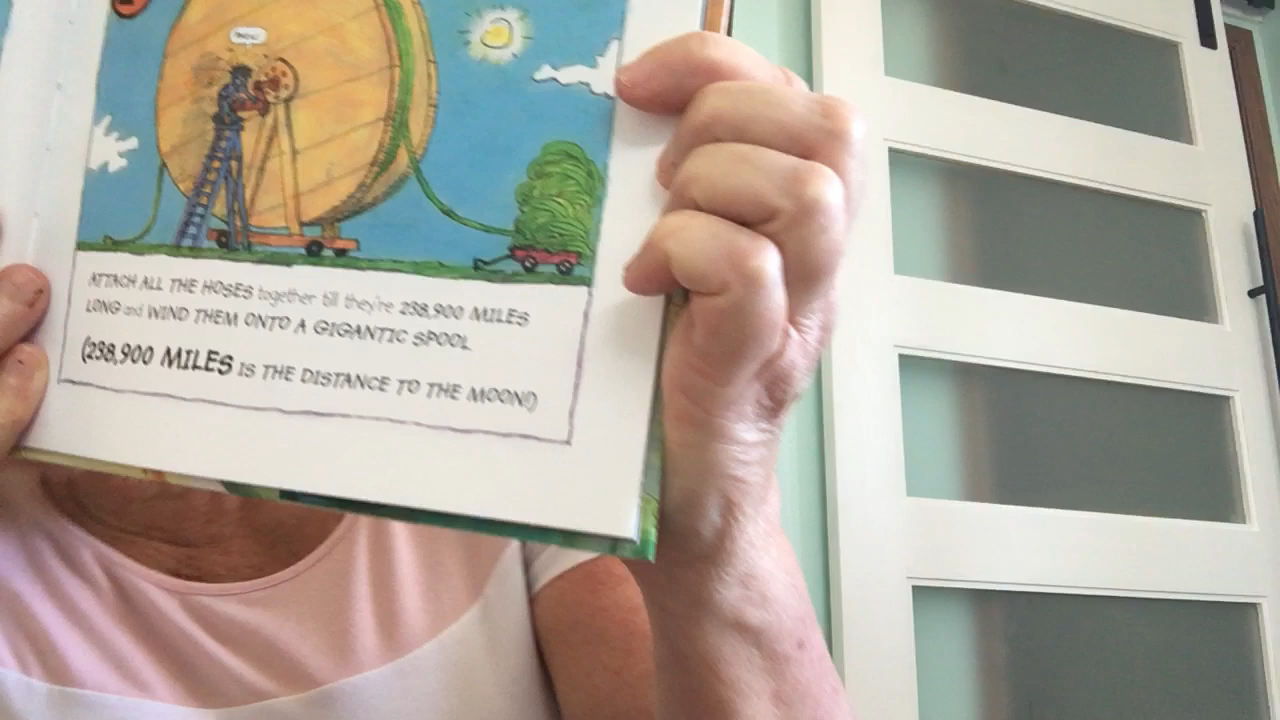 ATTACH ALL THE HOSES together till they're 238,900 MILES
LONG and WIND THEM ONTO A GIGANTIC SPOOL
(238,900 MILES IS THE DISTANCE TO THE MOON!)